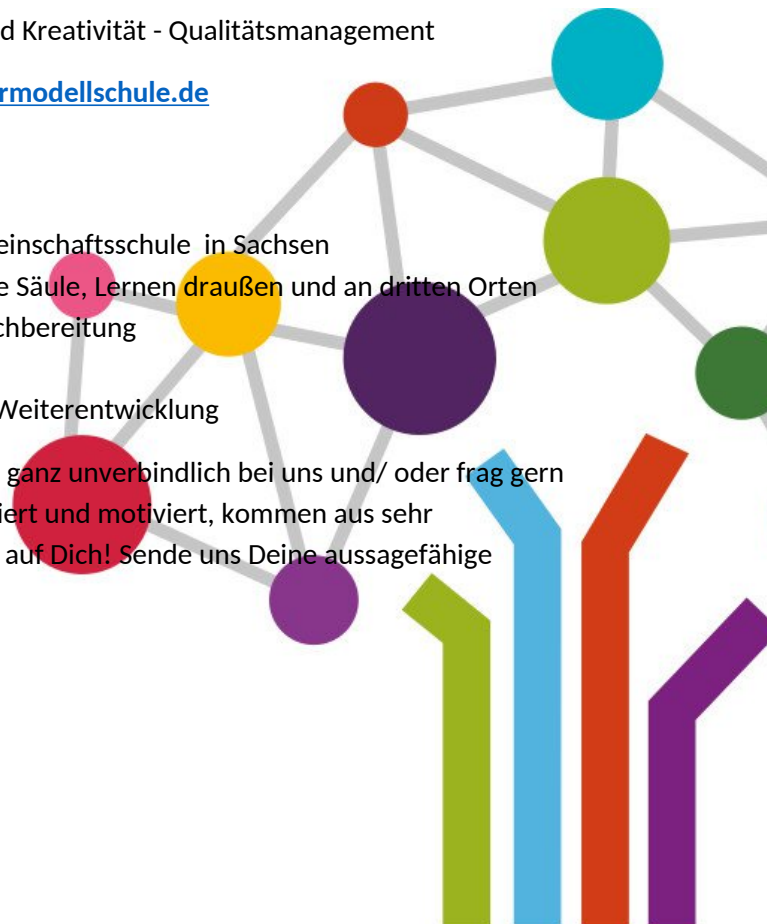 d Kreativität - Qualitätsmanagement
rmodellschule.de
einschaftsschule in Sachsen
e Säule, Lernen draußen und an dritten Orten
chbereitung
Weiterentwicklung
ganz unverbindlich bei uns und/ oder frag gern
iert und motiviert, kommen aus sehr
auf Dich! Sende uns Deine aussagefähige